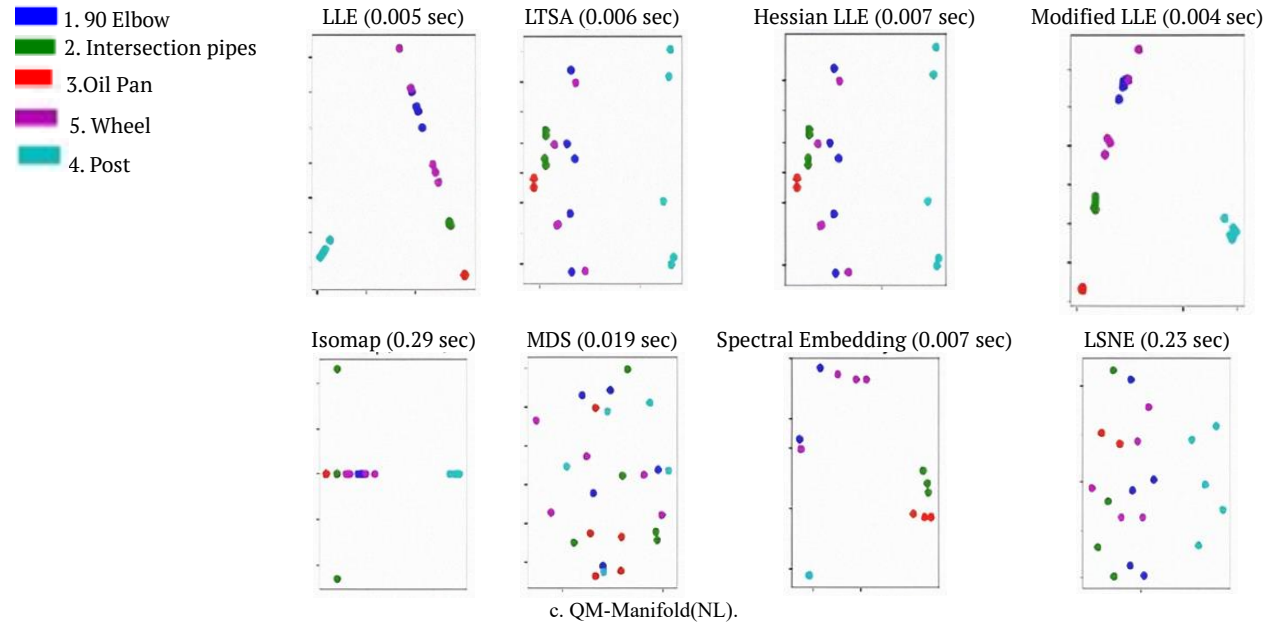 1. 90 Elbow
2. Intersection pipes
3.Oil Pan
5. Wheel
4. Post
LLE (0.005 sec)
LTSA (0.006 sec)
Hessian LLE (0.007 sec)
Modified LLE (0.004 sec)
Isomap (0.29 sec)
MDS (0.019 sec)
Spectral Embedding (0.007 sec)
LSNE (0.23 sec)
c. QM-Manifold(NL).